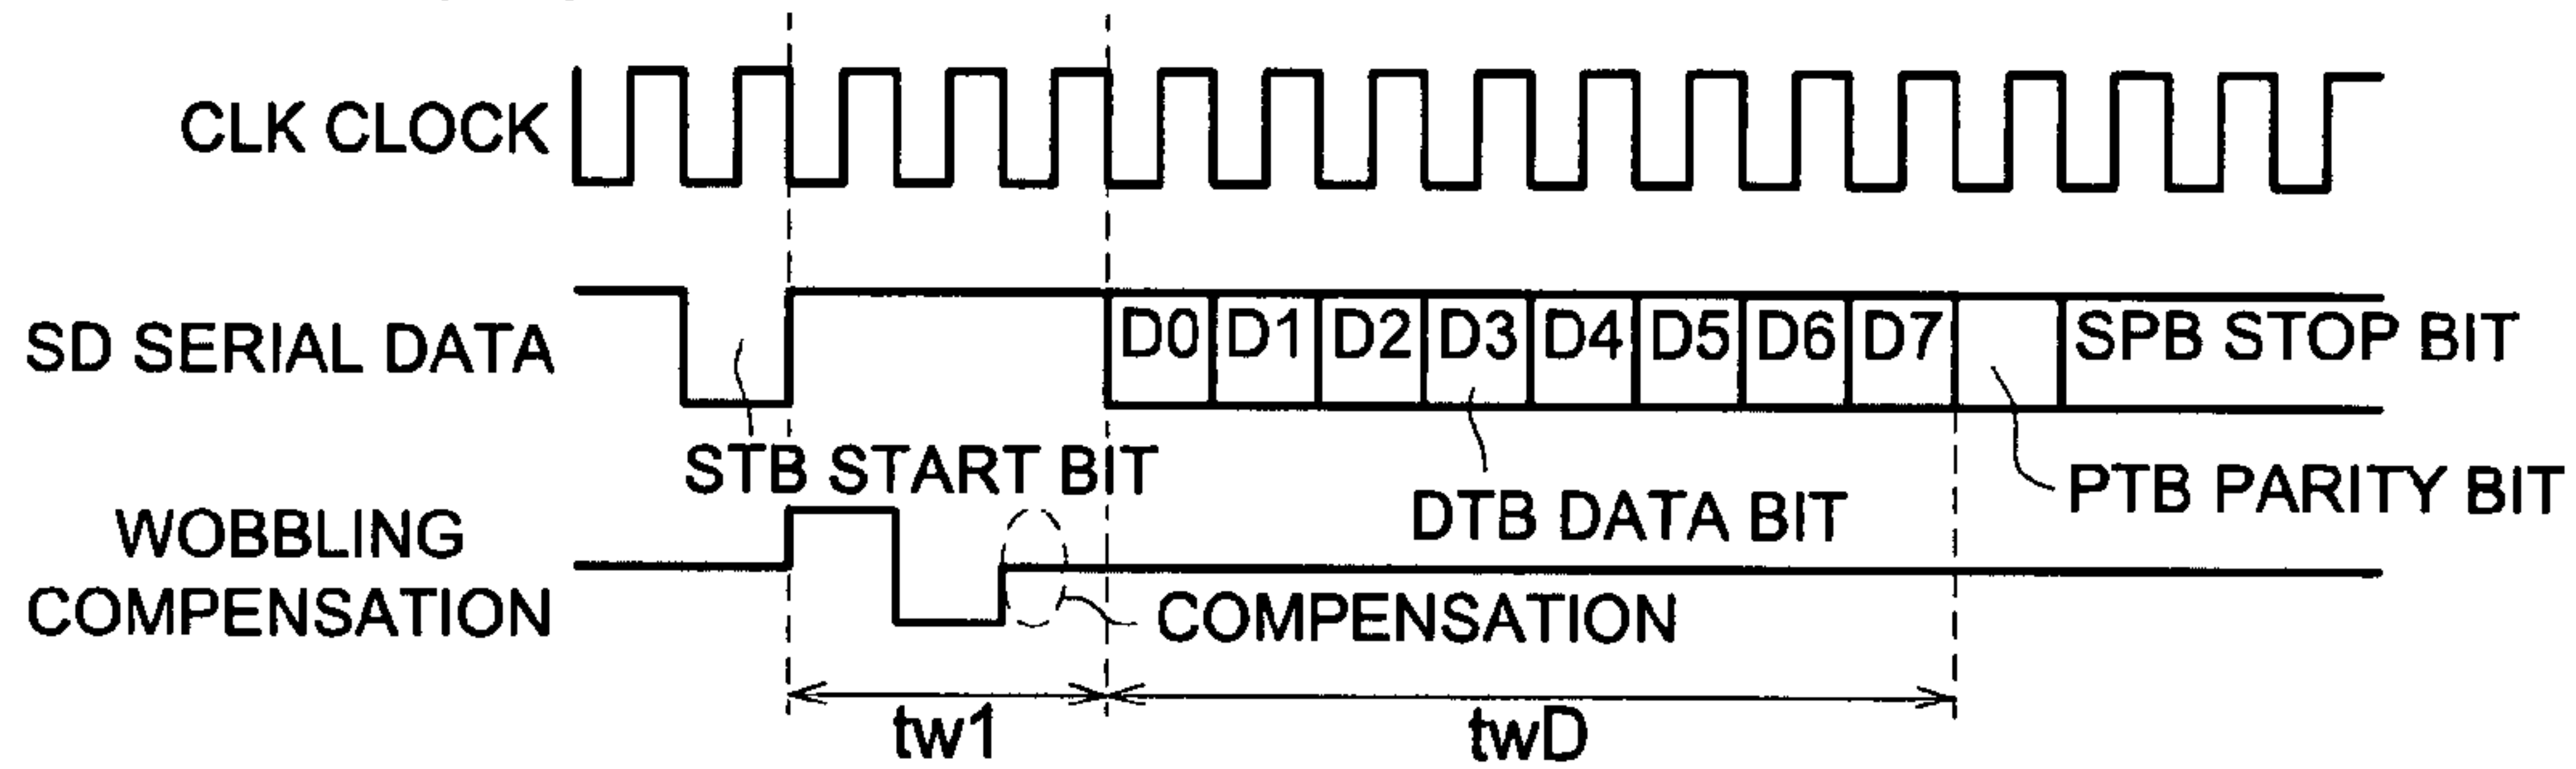 CLK CLOCK
SD SERIAL DATA
D0 D1 D2 D3 D4 D5 D6 D7 SPB STOP BIT
STB START BIT
DTB DATA BIT
PTB PARITY BIT
WOBBLING
COMPENSATION
COMPENSATION
tw1
twD